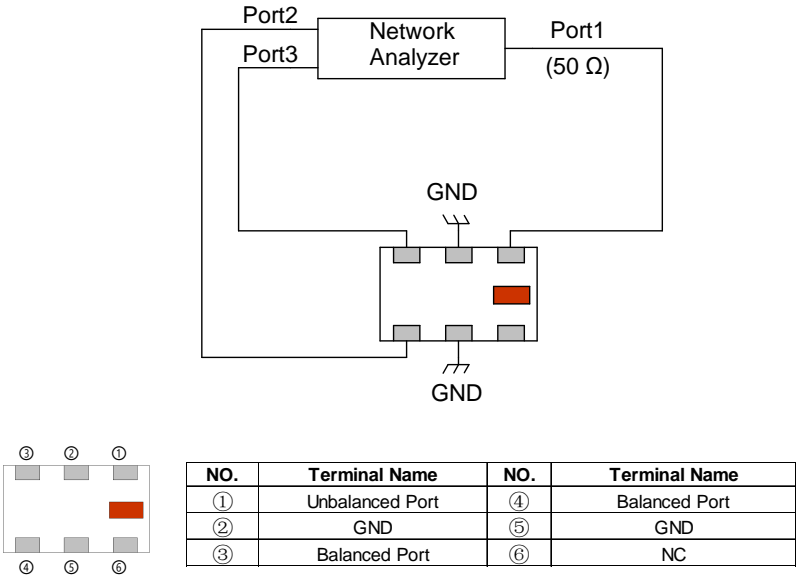 Port2
Network
Analyzer
Port1
Port3
(50 Ω)
GND
GND
③ ② ①
④ ⑤ ⑥
NO. Terminal Name NO. Terminal Name
① Unbalanced Port ④ Balanced Port
② GND ⑤ GND
③ Balanced Port ⑥ NC